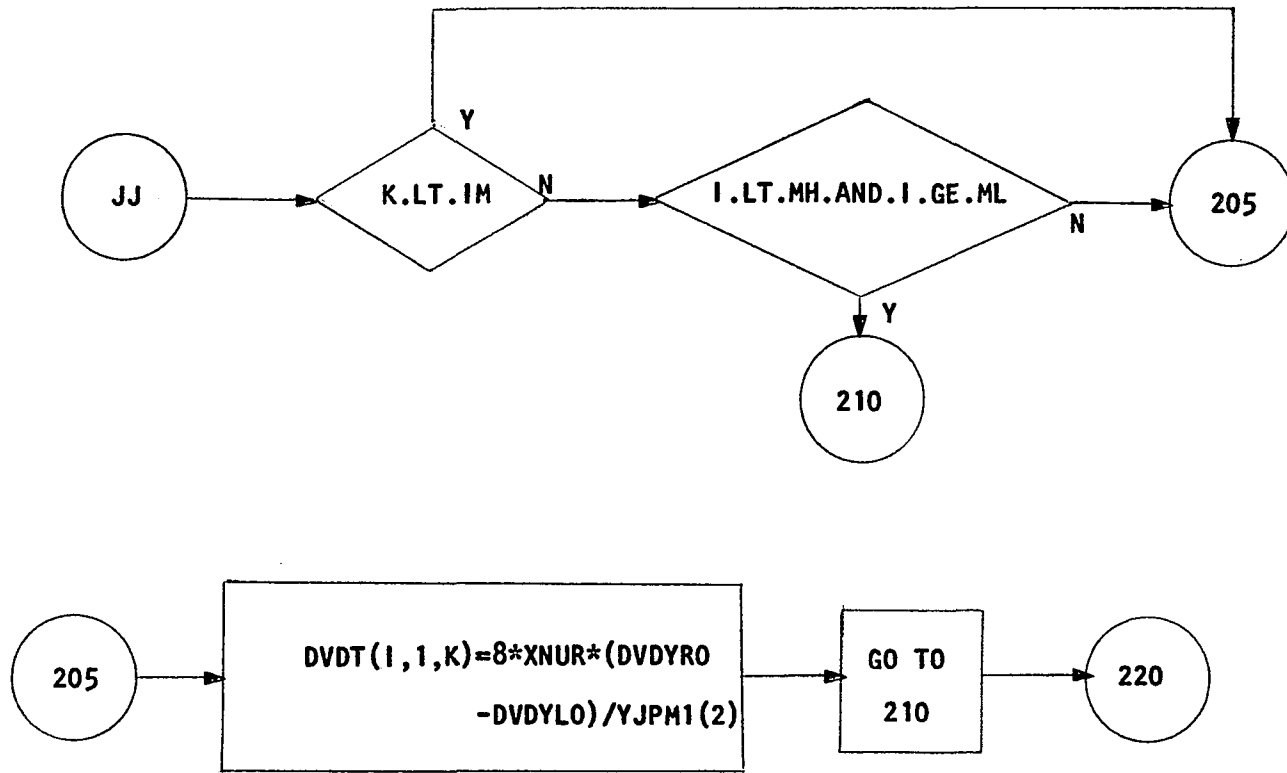 Y
JJ
K.LT.IM
N
I.LT.MH.AND.I.GE.ML
N
205
Y
210
205
DVDT(I,1,K)=8*XNUR*(DVDYRO
-DVDYLO)/YJPM1(2)
GO TO
210
220